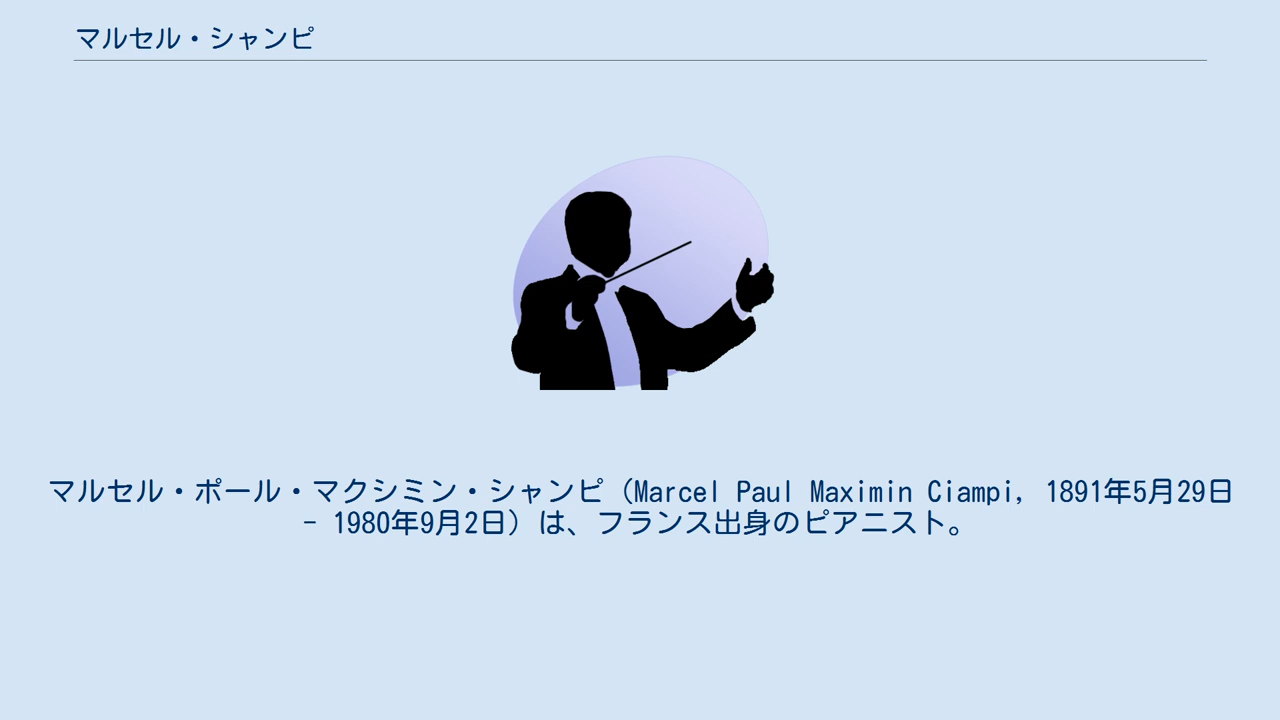 マルセル・シャンピ
マルセル・ポール・マクシミン・シャンピ（Marcel Paul Maximin Ciampi, 1891年5月29日
- 1980年9月2日）は、フランス出身のピアニスト。